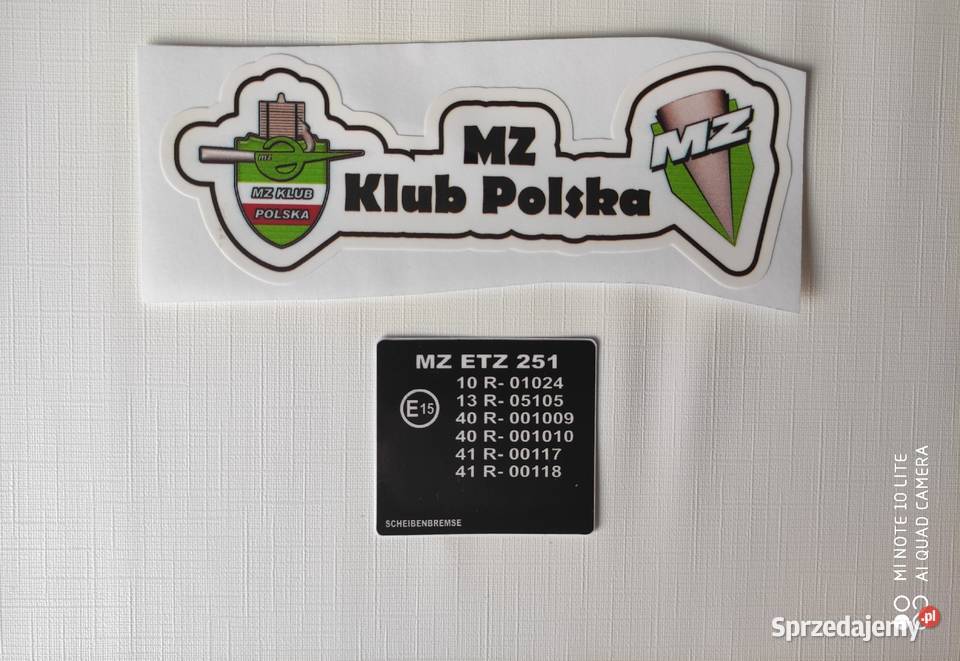 MZ
Klub Polska
mz
MZ KLUB
POLSKA
MZ
MZ ETZ 251
E15
10 R- 01024
13 R- 05105
40 R- 001009
40 R- 001010
41 R- 00117
41 R- 00118
SCHEIBENBREMSE
MI NOTE 10 LITE
AI QUAD CAMERA
Sprzedajemy.pl